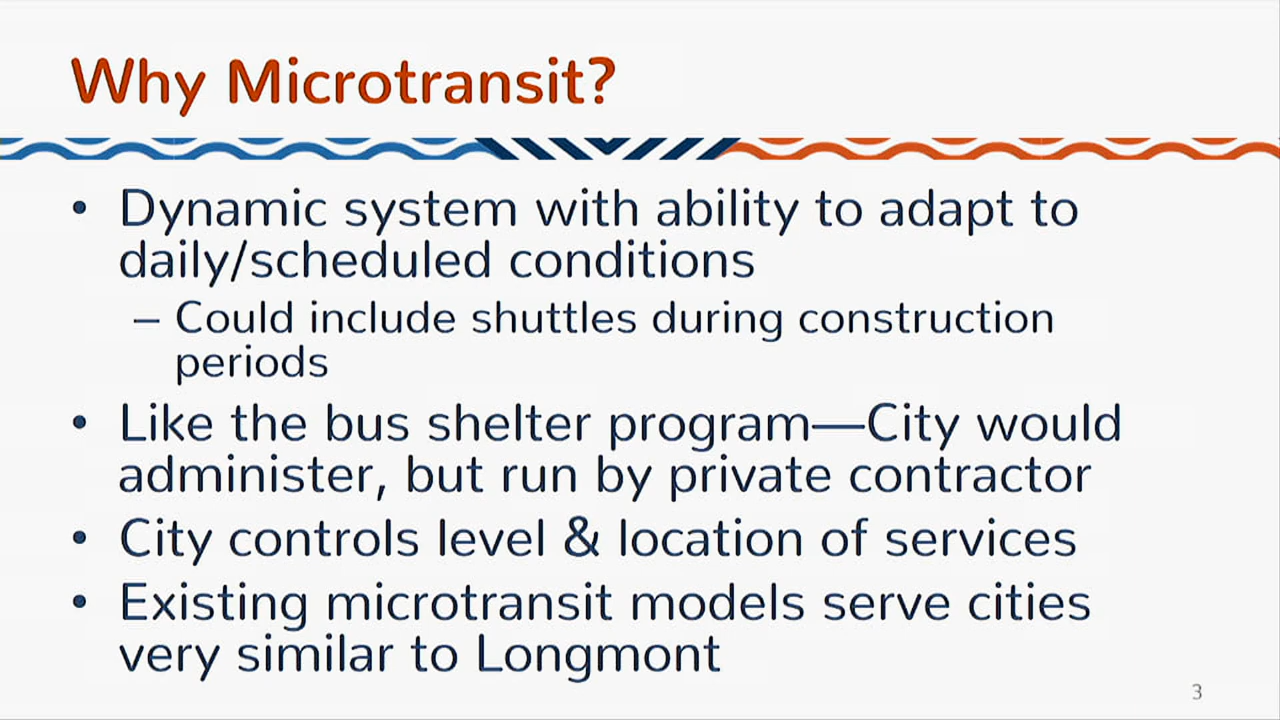 Why Microtransit?
• Dynamic system with ability to adapt to
daily/scheduled conditions
– Could include shuttles during construction
periods
• Like the bus shelter program—City would
administer, but run by private contractor
• City controls level & location of services
• Existing microtransit models serve cities
very similar to Longmont
3